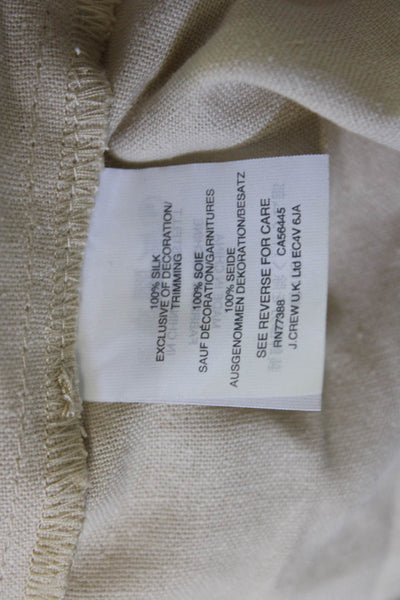 100% SILK
EXCLUSIVE OF DECORATION/
TRIMMING
100% SOIE
SAUF DÉCORATION/GARNITURES
100% SEIDE
AUSGENOMMEN DEKORATION/BESATZ
SEE REVERSE FOR CARE
RN77388 CA56445
J.CREW U.K. Ltd EC4V 6JA